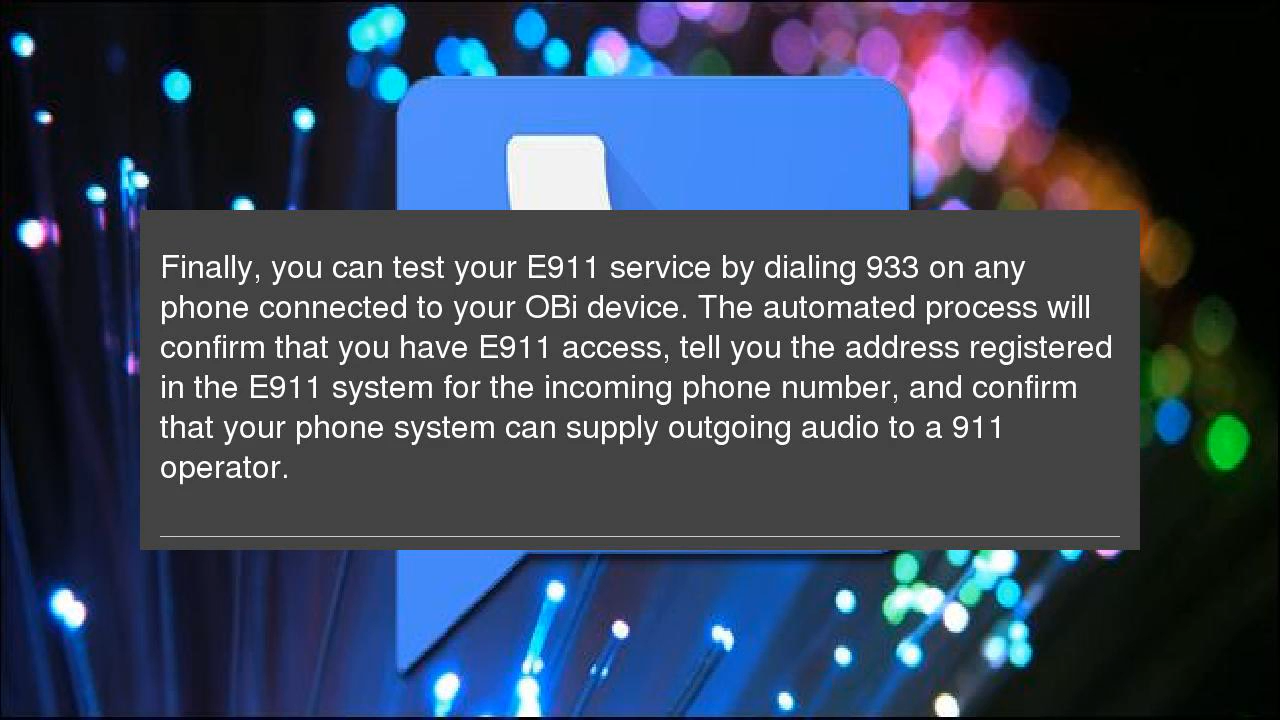 Finally, you can test your E911 service by dialing 933 on any
phone connected to your OBi device. The automated process will
confirm that you have E911 access, tell you the address registered
in the E911 system for the incoming phone number, and confirm
that your phone system can supply outgoing audio to a 911
operator.